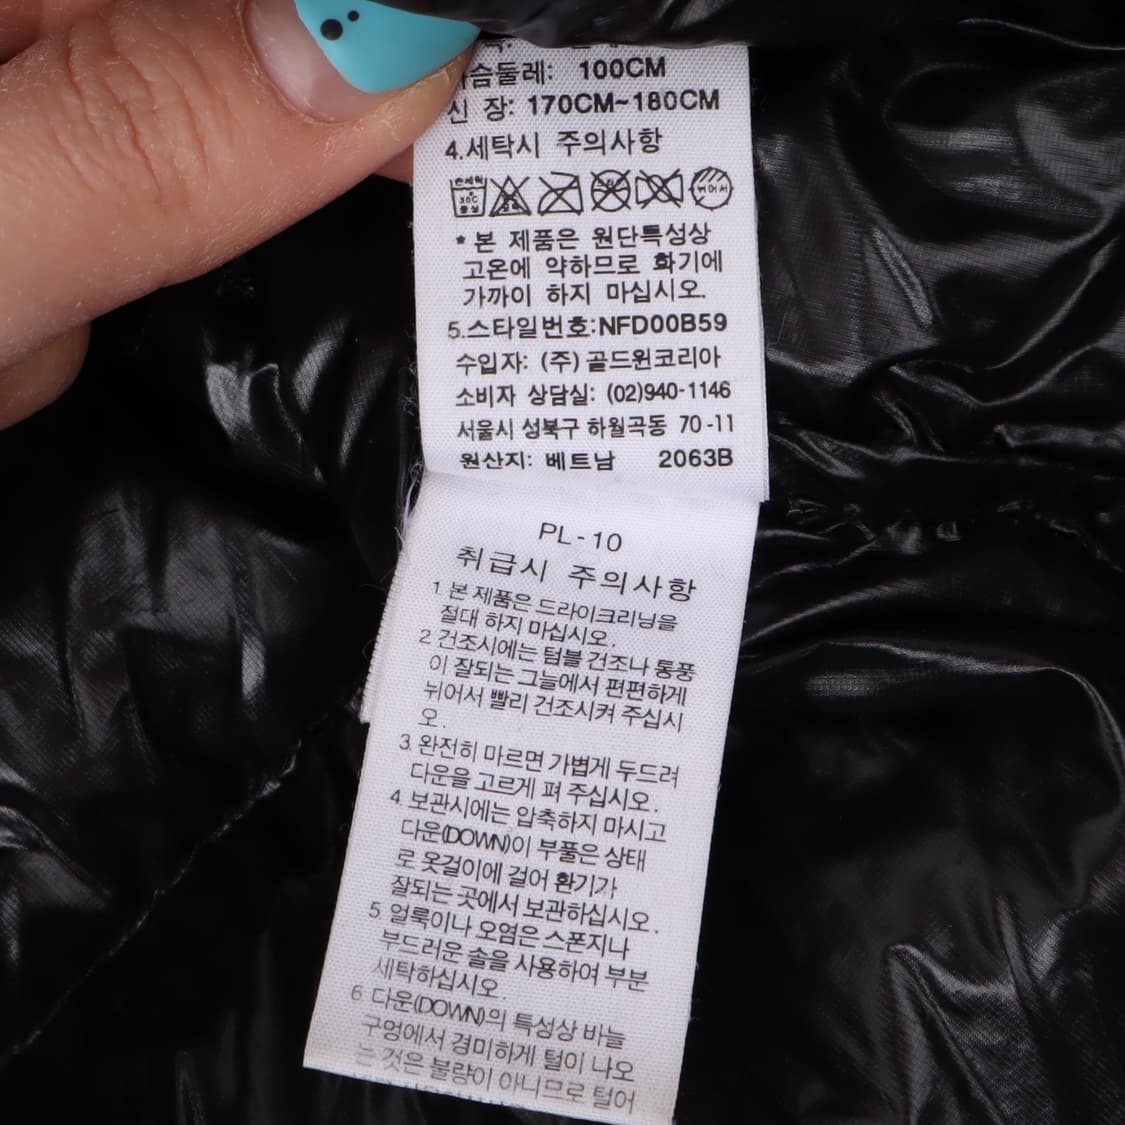 가슴둘레: 100CM
신 장: 170CM~180CM
4.세탁시 주의사항
손세탁 30℃ 중성
뉘어서
* 본 제품은 원단특성상
고온에 약하므로 화기에
가까이 하지 마십시오.
5.스타일번호:NFD00B59
수입자: (주) 골드윈코리아
소비자 상담실: (02)940-1146
서울시 성북구 하월곡동 70-11
원산지: 베트남 2063B
PL-10
취급시 주의사항
1. 본 제품은 드라이크리닝을
절대 하지 마십시오.
2. 건조시에는 텀블 건조나 통풍
이 잘되는 그늘에서 편편하게
뉘어서 빨리 건조시켜 주십시
오.
3. 완전히 마르면 가볍게 두드려
다운을 고르게 펴 주십시오.
4. 보관시에는 압축하지 마시고
다운(DOWN)이 부풀은 상태
로 옷걸이에 걸어 환기가
잘되는 곳에서 보관하십시오.
5. 얼룩이나 오염은 스폰지나
부드러운 솔을 사용하여 부분
세탁하십시오.
6. 다운(DOWN)의 특성상 바늘
구멍에서 경미하게 털이 나오
는 것은 불량이 아니므로 털어